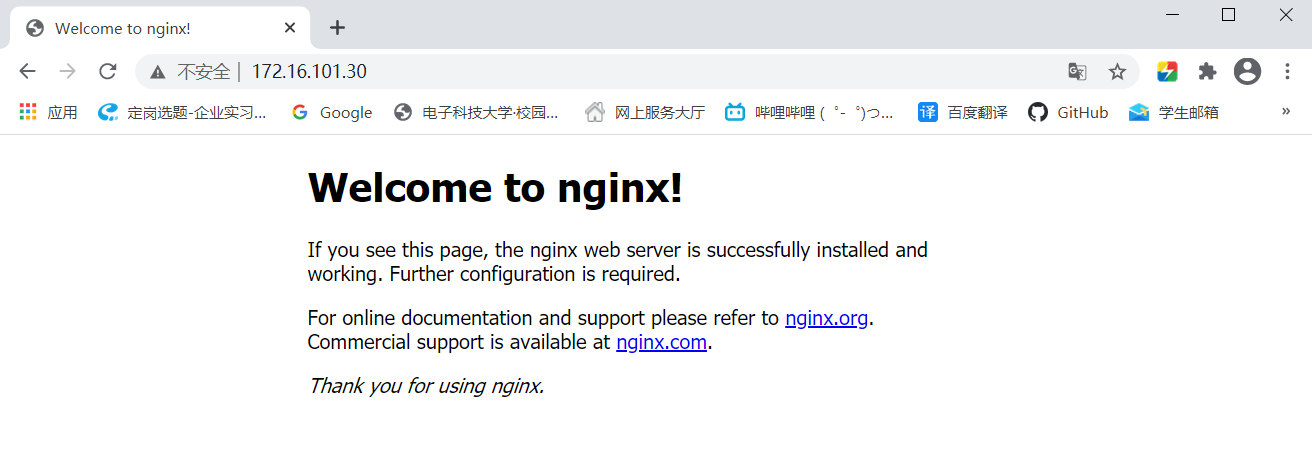 Welcome to nginx!
不安全 | 172.16.101.30
应用 定岗选题-企业实习... Google 电子科技大学·校园... 网上服务大厅 哔哩哔哩 ( ゜- ゜)つ... 译 百度翻译 GitHub 学生邮箱 »
Welcome to nginx!
If you see this page, the nginx web server is successfully installed and
working. Further configuration is required.
For online documentation and support please refer to nginx.org.
Commercial support is available at nginx.com.
Thank you for using nginx.